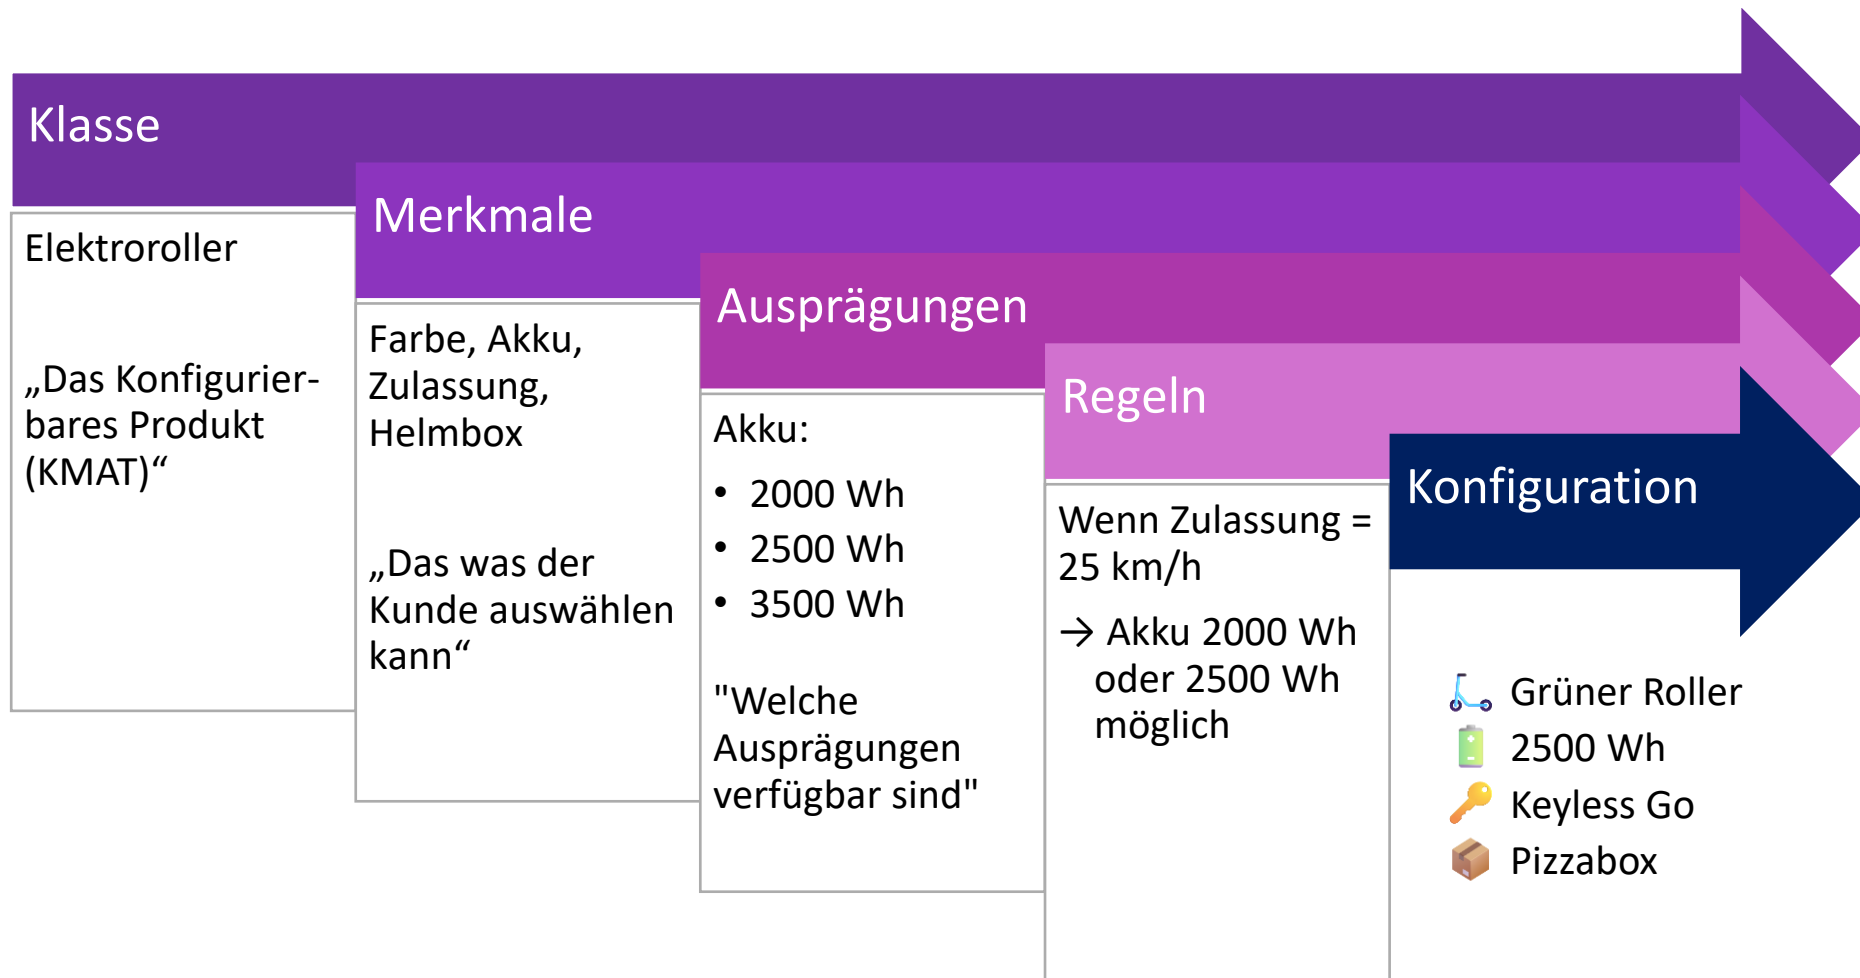 Klasse
Elektroroller
„Das Konfigurier-
bares Produkt
(KMAT)“
Merkmale
Farbe, Akku,
Zulassung,
Helmbox
„Das was der
Kunde auswählen
kann“
Ausprägungen
Akku:
• 2000 Wh
• 2500 Wh
• 3500 Wh
"Welche
Ausprägungen
verfügbar sind"
Regeln
Wenn Zulassung =
25 km/h
→ Akku 2000 Wh
oder 2500 Wh
möglich
Konfiguration
Grüner Roller
2500 Wh
Keyless Go
Pizzabox